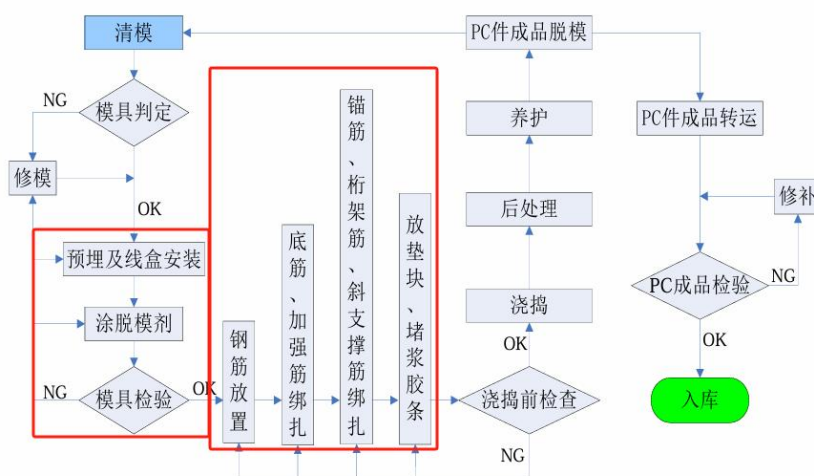 清模
模具判定
NG
修模
OK
预埋及线盒安装
涂脱模剂
模具检验
NG
OK
钢筋放置
底筋、加强筋绑扎
锚筋、桁架筋、斜支撑筋绑扎
放垫块、堵浆胶条
浇捣前检查
NG
OK
浇捣
后处理
养护
PC件成品脱模
PC件成品转运
修补
PC成品检验
NG
OK
入库